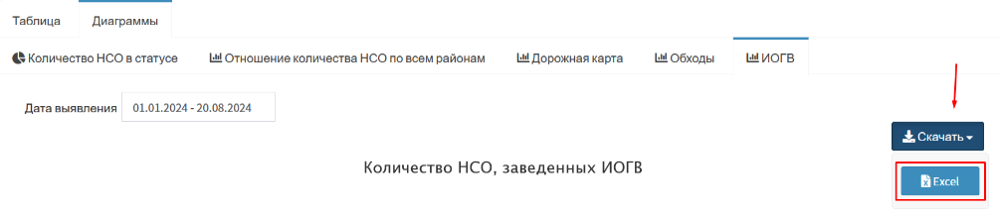 Таблица Диаграммы
Количество НСО в статусе Отношение количества НСО по всем районам Дорожная карта Обходы ИОГВ
Дата выявления 01.01.2024 - 20.08.2024
Скачать
Количество НСО, заведенных ИОГВ
Excel